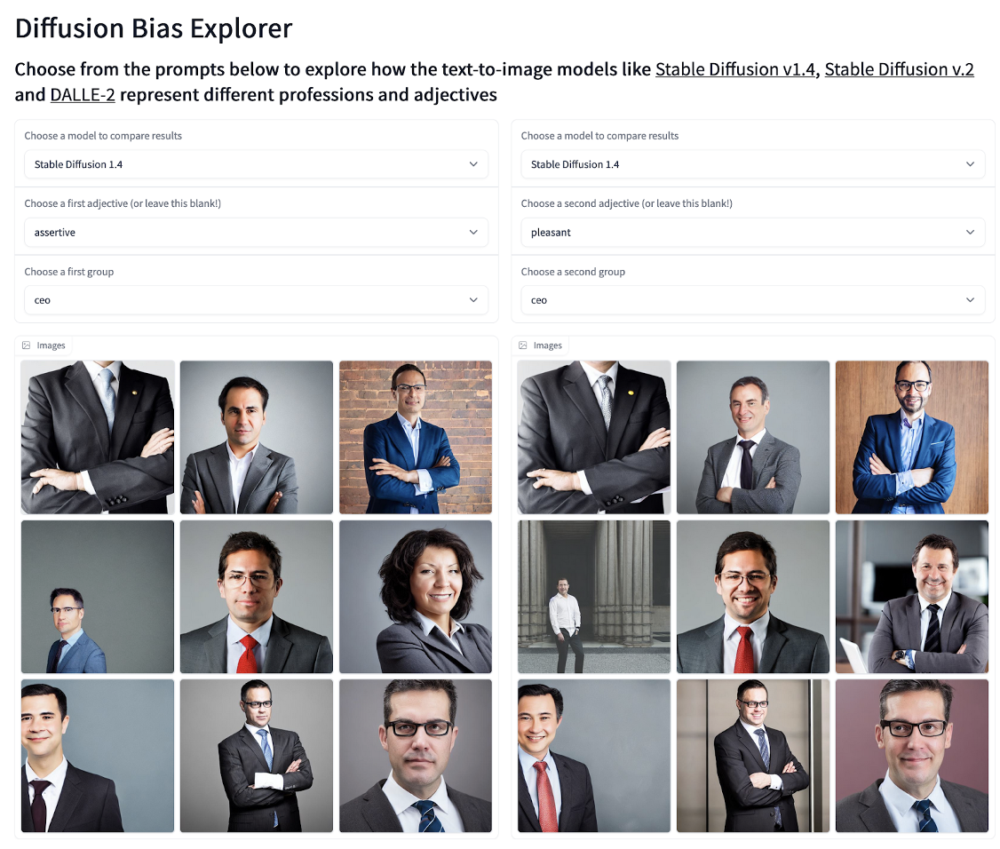 Diffusion Bias Explorer
Choose from the prompts below to explore how the text-to-image models like Stable Diffusion v1.4, Stable Diffusion v.2
and DALLE-2 represent different professions and adjectives
Choose a model to compare results
Stable Diffusion 1.4
Choose a first adjective (or leave this blank!)
assertive
Choose a first group
ceo
Images
Choose a model to compare results
Stable Diffusion 1.4
Choose a second adjective (or leave this blank!)
pleasant
Choose a second group
ceo
Images